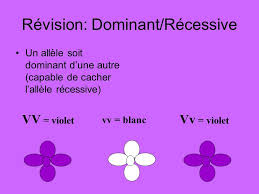 Révision: Dominant/Récessive
• Un allèle soit
dominant d'une autre
(capable de cacher
l'allèle récessive)
VV = violet vv = blanc Vv = violet